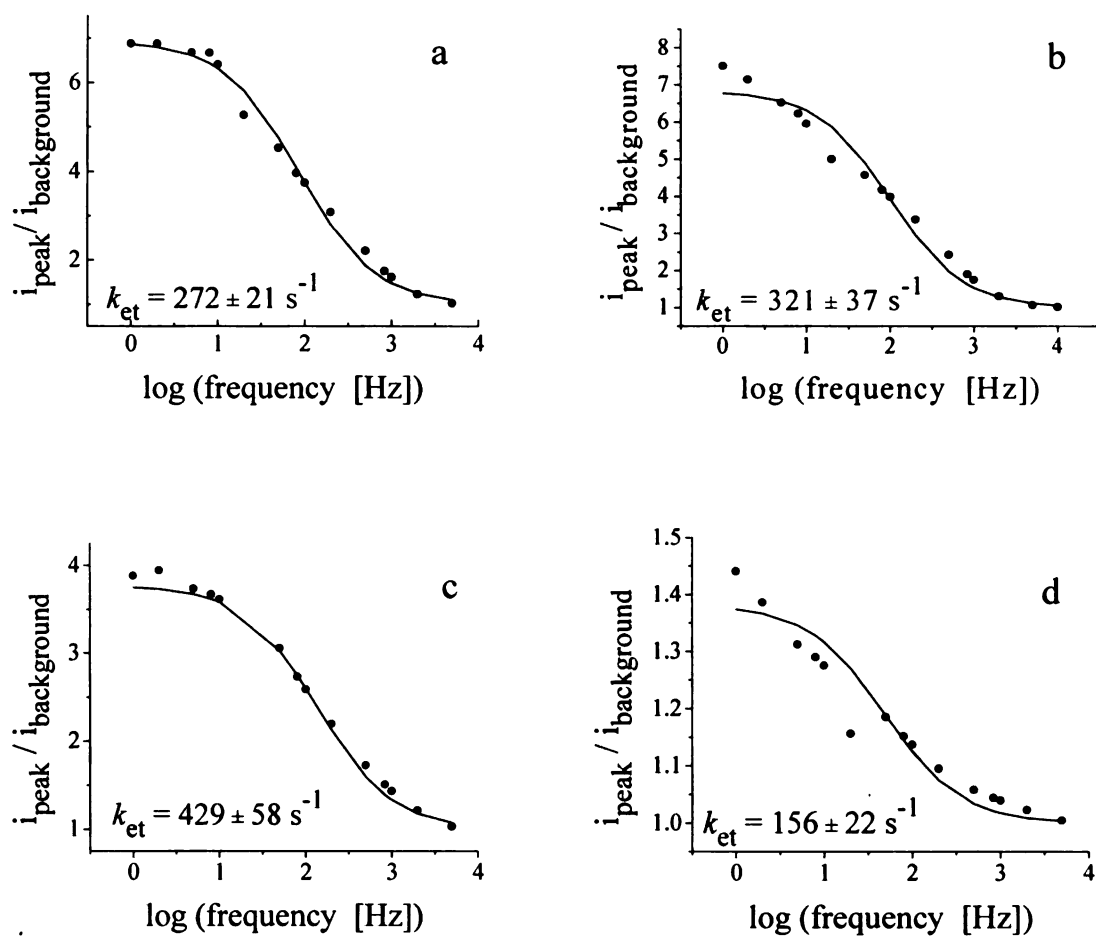 a
6
4
2
i_peak / i_background
k_et = 272 ± 21 s^-1
0 1 2 3 4
log (frequency [Hz])
b
8
7
6
5
4
3
2
1
i_peak / i_background
k_et = 321 ± 37 s^-1
0 1 2 3 4
log (frequency [Hz])
c
4
3
2
1
i_peak / i_background
k_et = 429 ± 58 s^-1
0 1 2 3 4
log (frequency [Hz])
d
1.5
1.4
1.3
1.2
1.1
1.0
i_peak / i_background
k_et = 156 ± 22 s^-1
0 1 2 3 4
log (frequency [Hz])